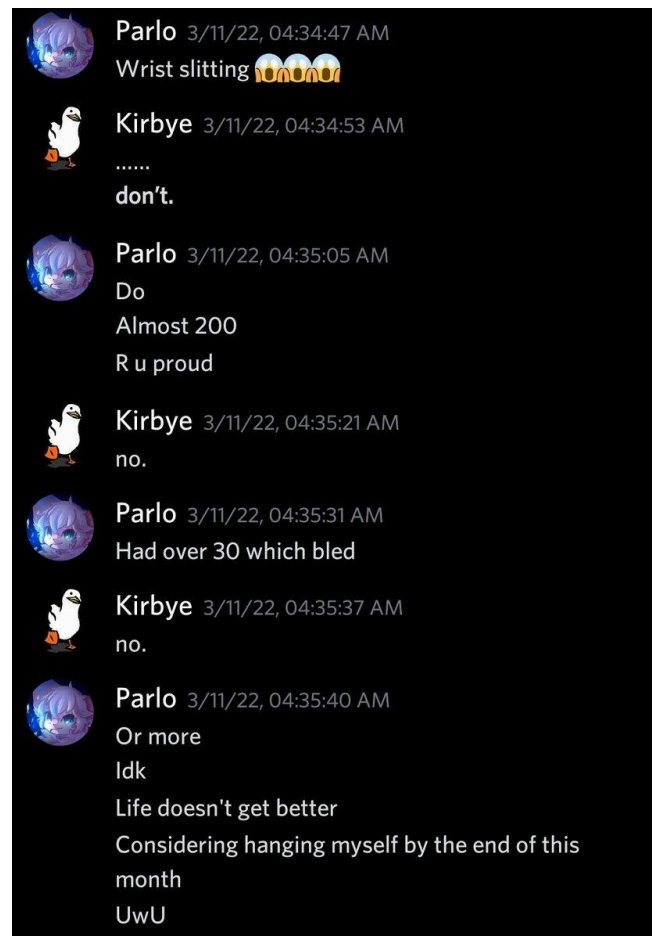 Parlo 3/11/22, 04:34:47 AM
Wrist slitting 😱😱😱
Kirbye 3/11/22, 04:34:53 AM
......
don't.
Parlo 3/11/22, 04:35:05 AM
Do
Almost 200
R u proud
Kirbye 3/11/22, 04:35:21 AM
no.
Parlo 3/11/22, 04:35:31 AM
Had over 30 which bled
Kirbye 3/11/22, 04:35:37 AM
no.
Parlo 3/11/22, 04:35:40 AM
Or more
Idk
Life doesn't get better
Considering hanging myself by the end of this
month
UwU